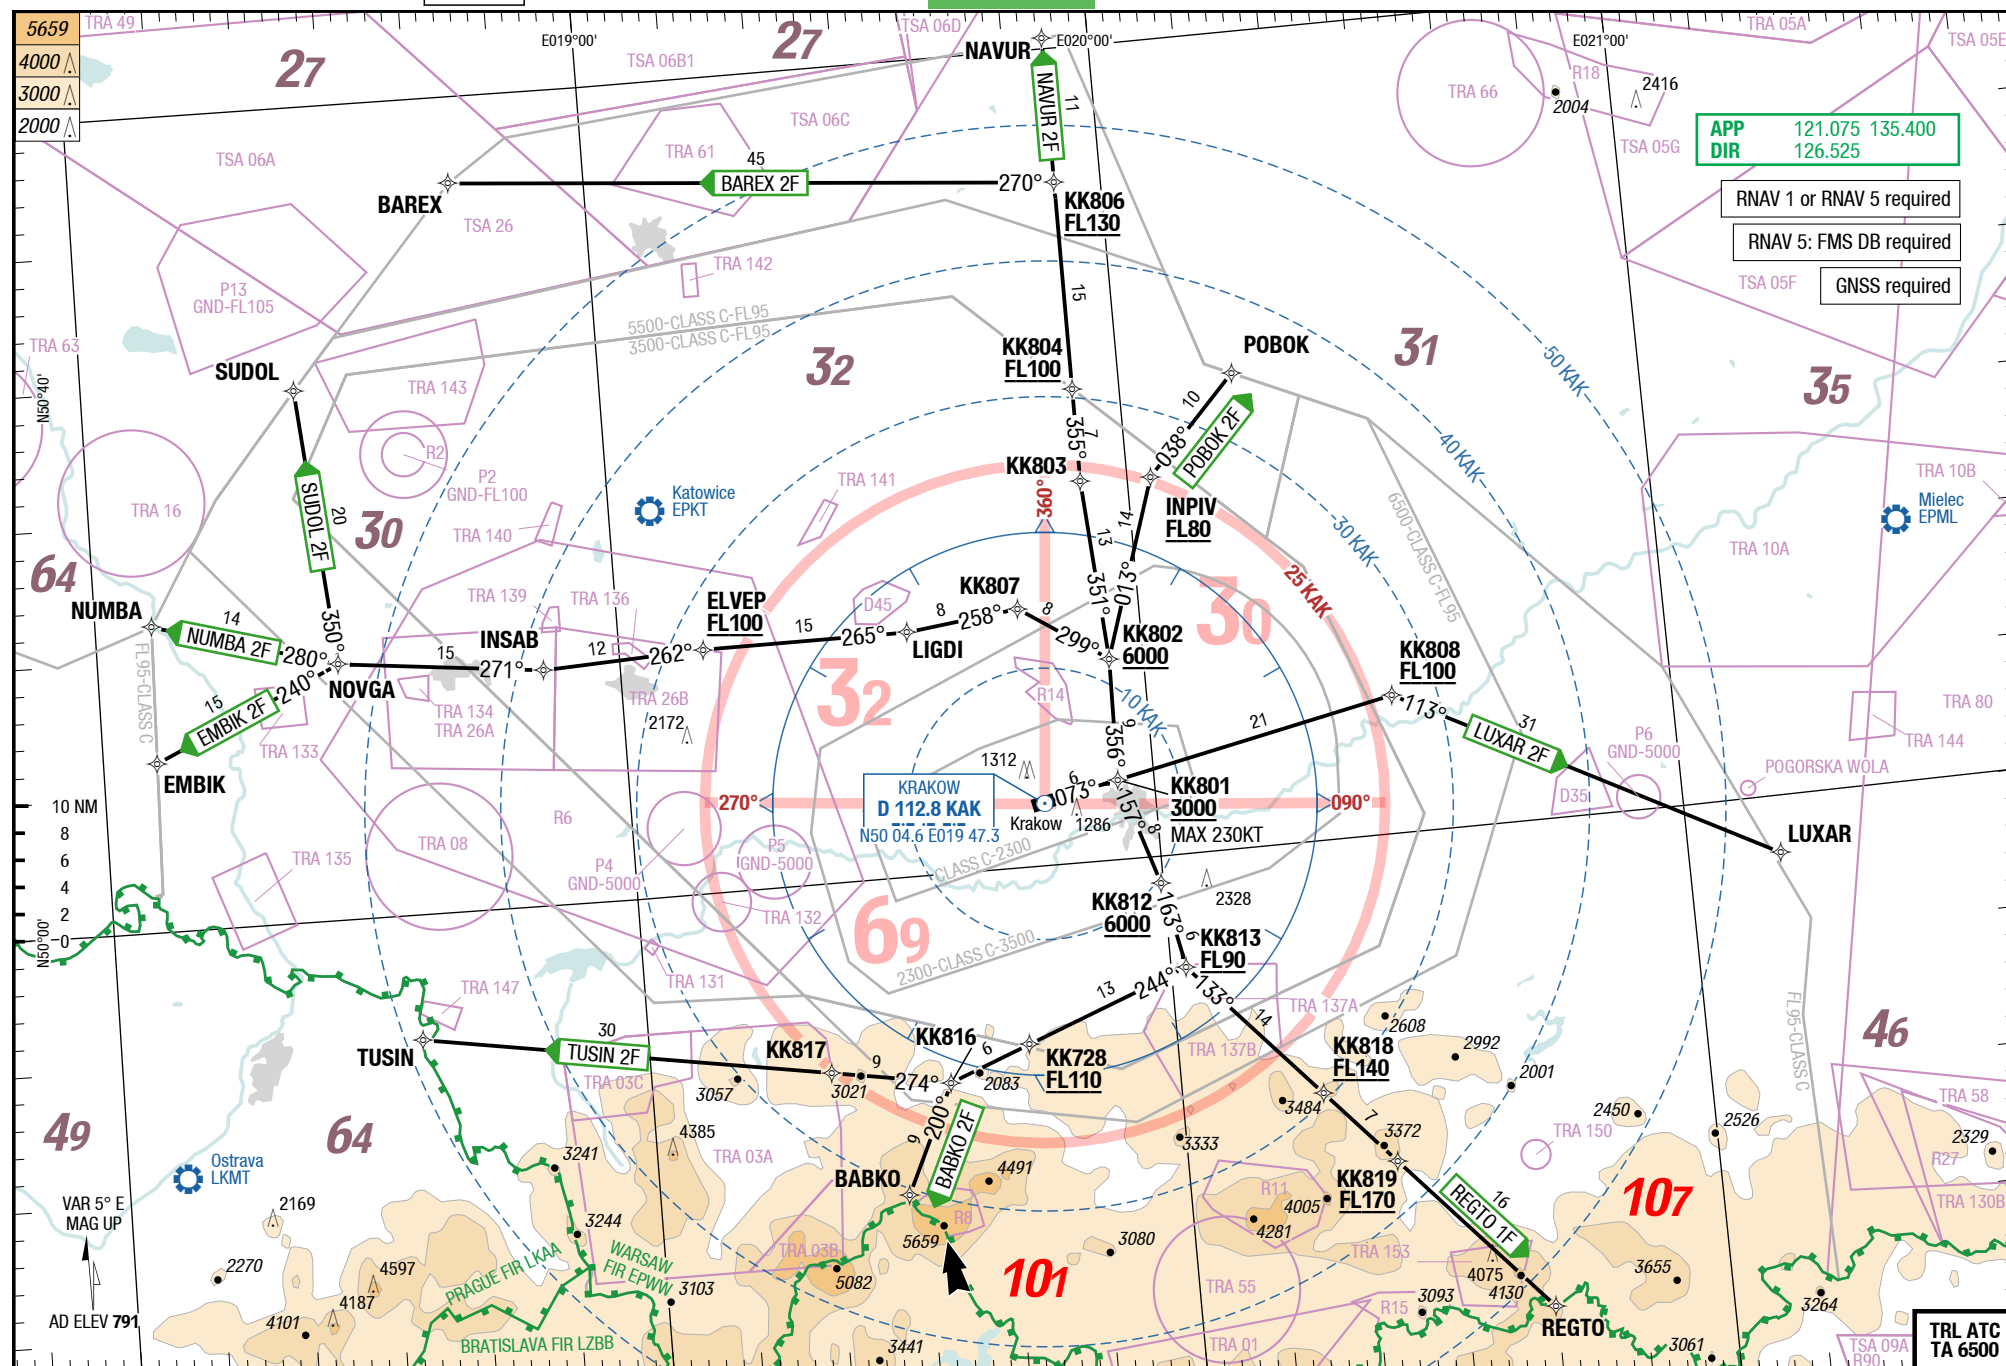 5659
4000
3000
2000
TRA 49
27
E019°00'
TSA 06B1
27
TSA 06D
NAVUR
E020°00'
E021°00'
TRA 05A
TSA 05E
TSA 06A
TRA 61
TSA 06C
NAVUR 2F
11
TRA 66
R18
2004
2416
TSA 05G
APP 121.075 135.400
DIR 126.525
RNAV 1 or RNAV 5 required
RNAV 5: FMS DB required
GNSS required
TSA 05F
BAREX
45
BAREX 2F
270°
KK806
FL130
TSA 26
TRA 142
P13
GND-FL105
15
5500-CLASS C-FL95
3500-CLASS C-FL95
TRA 63
N50°40'
SUDOL
TRA 143
32
KK804
FL100
POBOK
31
50 KAK
35
10
7
355°
038°
POBOK 2F
R2
P2
GND-FL100
KK803
40 KAK
TRA 10B
TRA 16
SUDOL 2F
20
30
TRA 140
Katowice
EPKT
TRA 141
360°
INPIV
FL80
14
13
30 KAK
6500-CLASS C-FL95
Mielec
EPML
TRA 10A
64
NUMBA
14
NUMBA 2F
280°
350°
TRA 139
TRA 136
INSAB
15
271°
12
262°
ELVEP
FL100
15
265°
D45
LIGDI
8
258°
KK807
8
299°
351°
013°
KK802
6000
30
25 KAK
KK808
FL100
113°
31
LUXAR 2F
NOVGA
240°
15
EMBIK 2F
EMBIK
FL95-CLASS C
TRA 133
TRA 134
TRA 26A
TRA 26B
2172
32
R14
10 KAK
9
356°
21
P6
GND-5000
TRA 80
TRA 144
POGORSKA WOLA
D35
LUXAR
10 NM
8
6
4
2
0
N50°00'
R6
270°
KRAKOW
D 112.8 KAK
N50 04.6 E019 47.3
1312
Krakow
073°
6
1286
157°
8
KK801
3000
MAX 230KT
090°
TRA 08
TRA 135
P4
GND-5000
P5
GND-5000
CLASS C-2300
TRA 132
69
2300-CLASS C-3500
KK812
6000
163°
6
2328
KK813
FL90
TRA 131
TRA 147
TUSIN
30
TUSIN 2F
KK817
9
274°
KK816
6
13
244°
133°
14
TRA 137A
TRA 137B
KK728
FL110
2083
3021
3057
TRA 03C
KK818
FL140
2608
2992
2001
FL95-CLASS C
46
TRA 58
49
64
Ostrava
LKMT
3241
4385
TRA 03A
9
200°
BABKO 2F
BABKO
4491
3333
3484
7
3372
TRA 150
2450
2526
2329
R27
TRA 130B
VAR 5° E
MAG UP
2169
2270
3244
R8
5659
R11
4005
4281
KK819
FL170
REGTO 1F
16
107
3080
TRA 153
4075
4130
3655
3264
PRAGUE FIR LKAA
WARSAW
FIR EPWW
4597
4187
3103
TRA 03B
5082
101
TRA 55
3093
R15
REGTO
AD ELEV 791
4101
BRATISLAVA FIR LZBB
3441
TRA 01
3061
TSA 09A
R90
TRL ATC
TA 6500